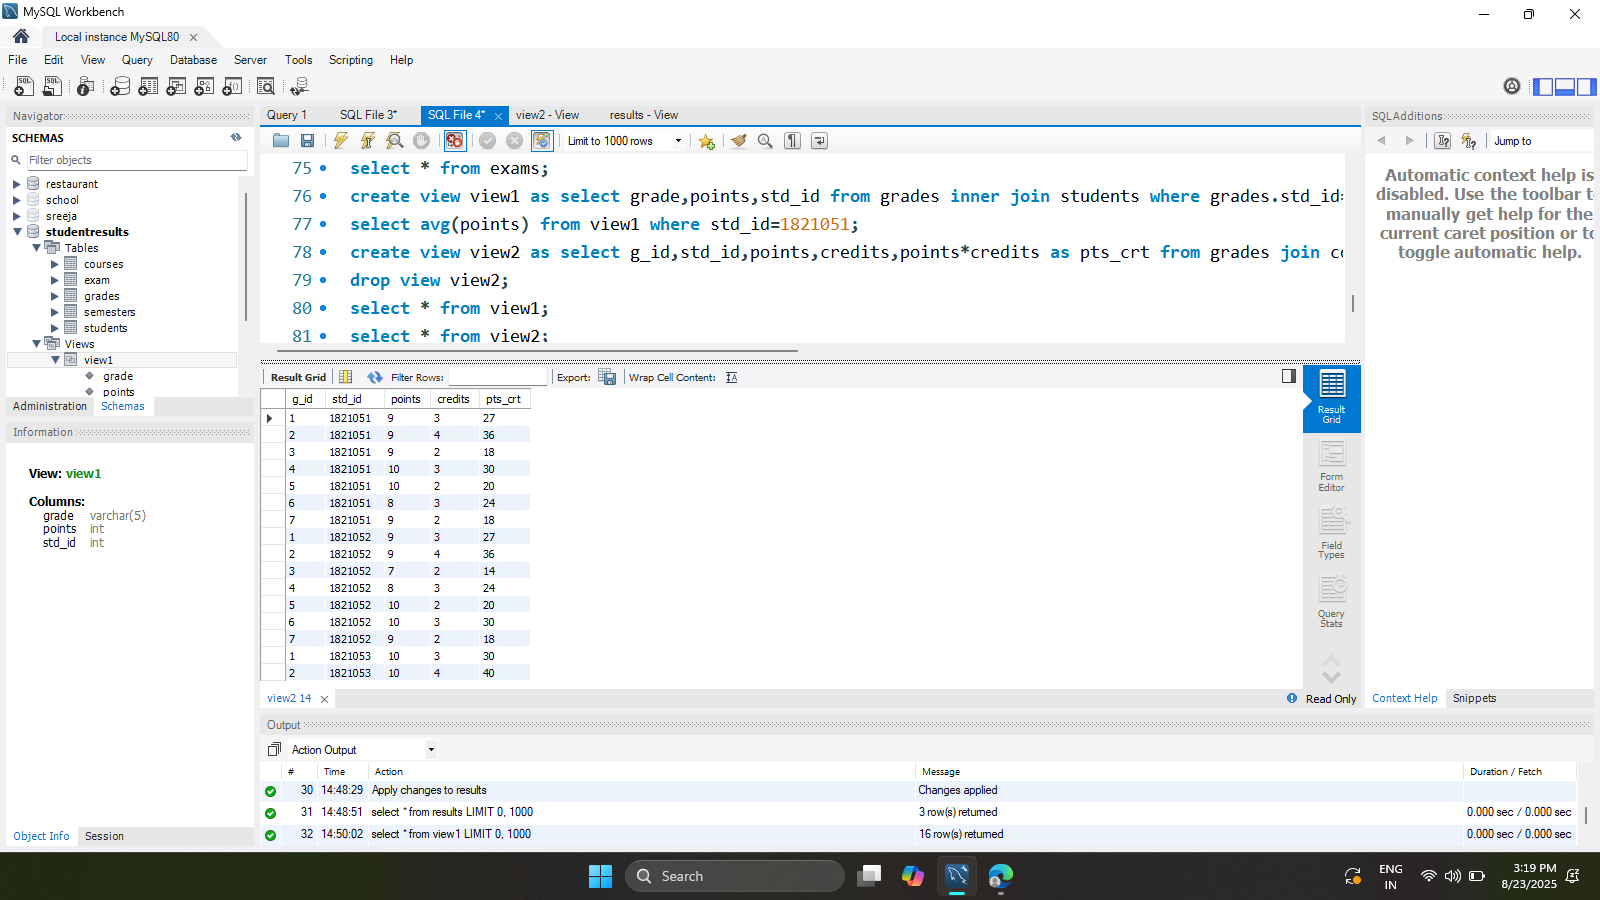 MySQL Workbench
Local instance MySQL80
File Edit View Query Database Server Tools Scripting Help
Navigator
SCHEMAS
Filter objects
restaurant
school
sreeja
studentresults
Tables
courses
exam
grades
semesters
students
Views
view1
grade
points
Administration Schemas
Information
View: view1
Columns:
grade varchar(5)
points int
std_id int
Object Info Session
Query 1 SQL File 3* SQL File 4* view2 - View results - View
Limit to 1000 rows
75 select * from exams;
76 create view view1 as select grade,points,std_id from grades inner join students where grades.std_id=
77 select avg(points) from view1 where std_id=1821051;
78 create view view2 as select g_id,std_id,points,credits,points*credits as pts_crt from grades join co
79 drop view view2;
80 select * from view1;
81 select * from view2;
Result Grid Filter Rows: Export: Wrap Cell Content:
g_id std_id points credits pts_crt
1 1821051 9 3 27
2 1821051 9 4 36
3 1821051 9 2 18
4 1821051 10 3 30
5 1821051 10 2 20
6 1821051 8 3 24
7 1821051 9 2 18
1 1821052 9 3 27
2 1821052 9 4 36
3 1821052 7 2 14
4 1821052 8 3 24
5 1821052 10 2 20
6 1821052 10 3 30
7 1821052 9 2 18
1 1821053 10 3 30
2 1821053 10 4 40
Result
Grid
Form
Editor
Field
Types
Query
Stats
view2 14
Read Only
SQLAdditions
Jump to
Automatic context help is
disabled. Use the toolbar to
manually get help for the
current caret position or to
toggle automatic help.
Context Help Snippets
Output
Action Output
# Time Action Message Duration / Fetch
30 14:48:29 Apply changes to results Changes applied
31 14:48:51 select * from results LIMIT 0, 1000 3 row(s) returned 0.000 sec / 0.000 sec
32 14:50:02 select * from view1 LIMIT 0, 1000 16 row(s) returned 0.000 sec / 0.000 sec
Search
ENG
IN
3:19 PM
8/23/2025